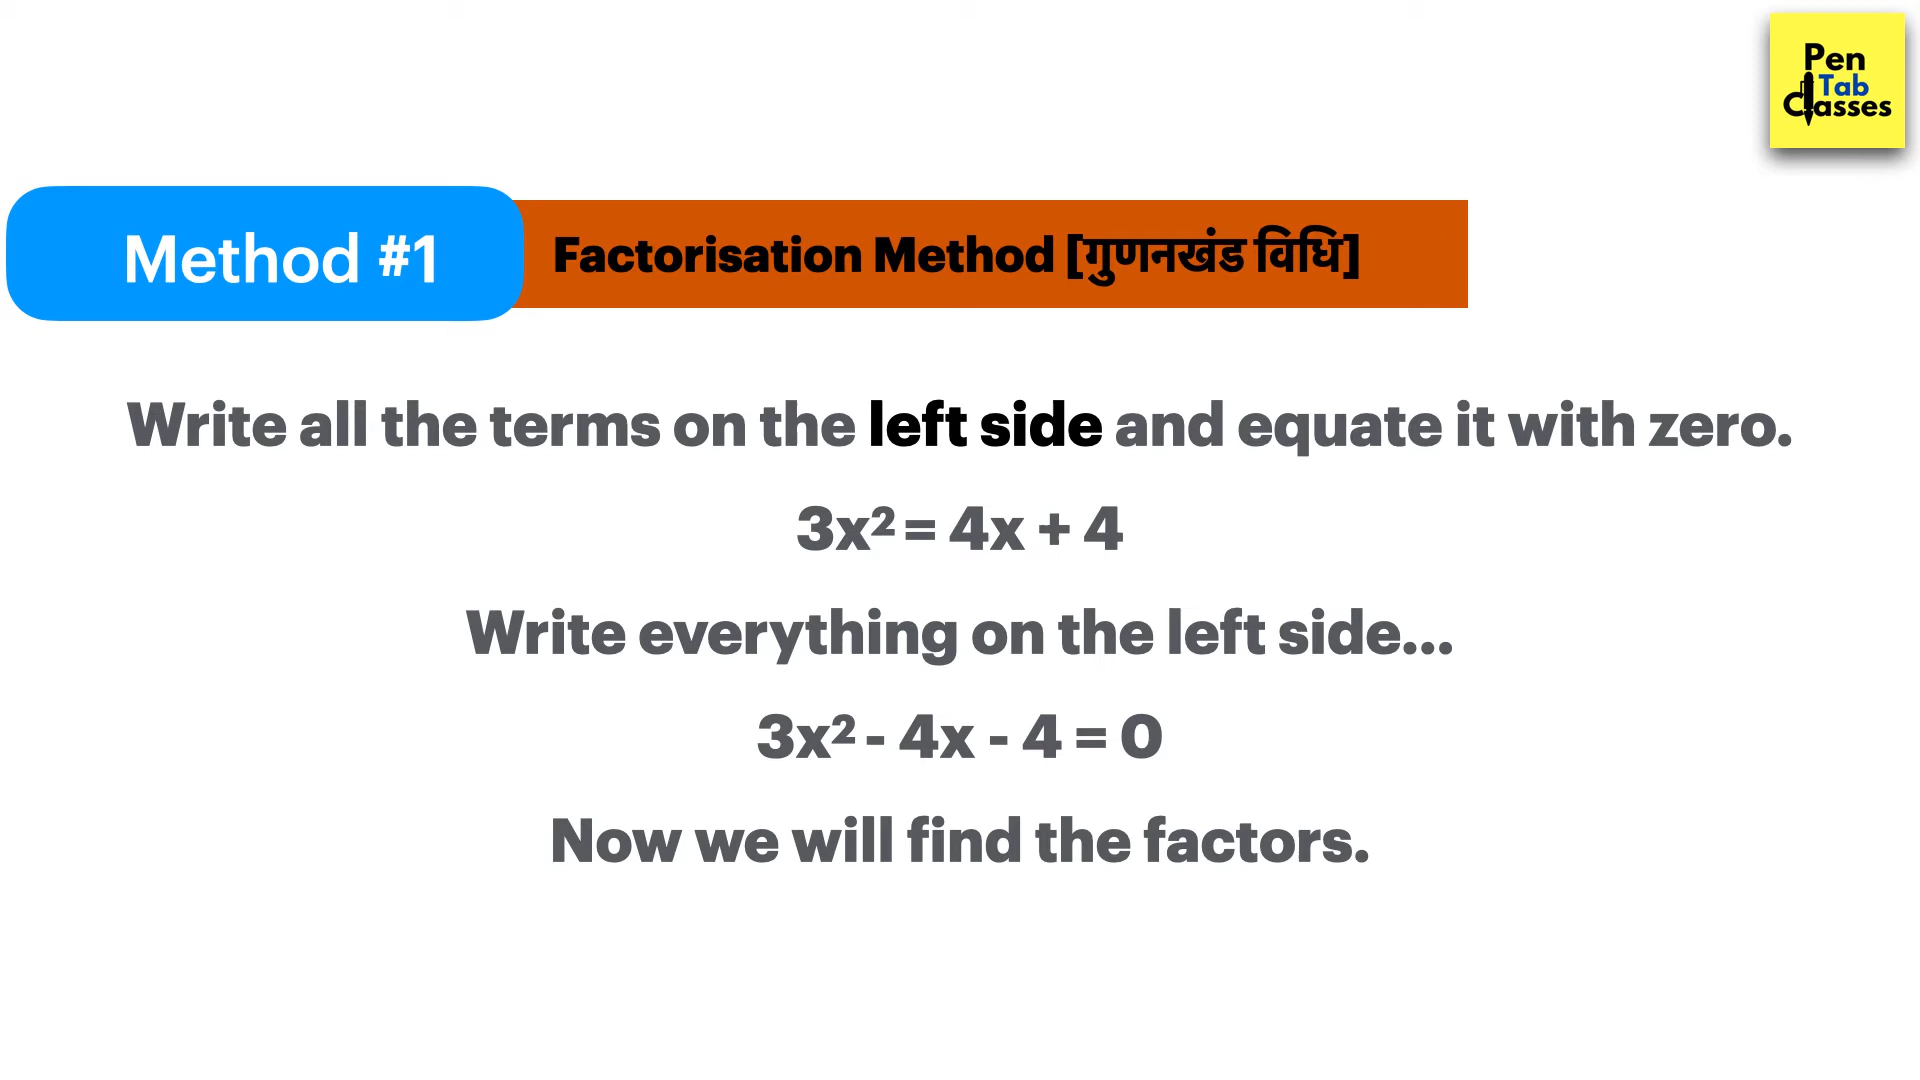 Pen
Tab
Classes
Method #1
Factorisation Method [गुणनखंड विधि]
Write all the terms on the left side and equate it with zero.
3x² = 4x + 4
Write everything on the left side...
3x² - 4x - 4 = 0
Now we will find the factors.